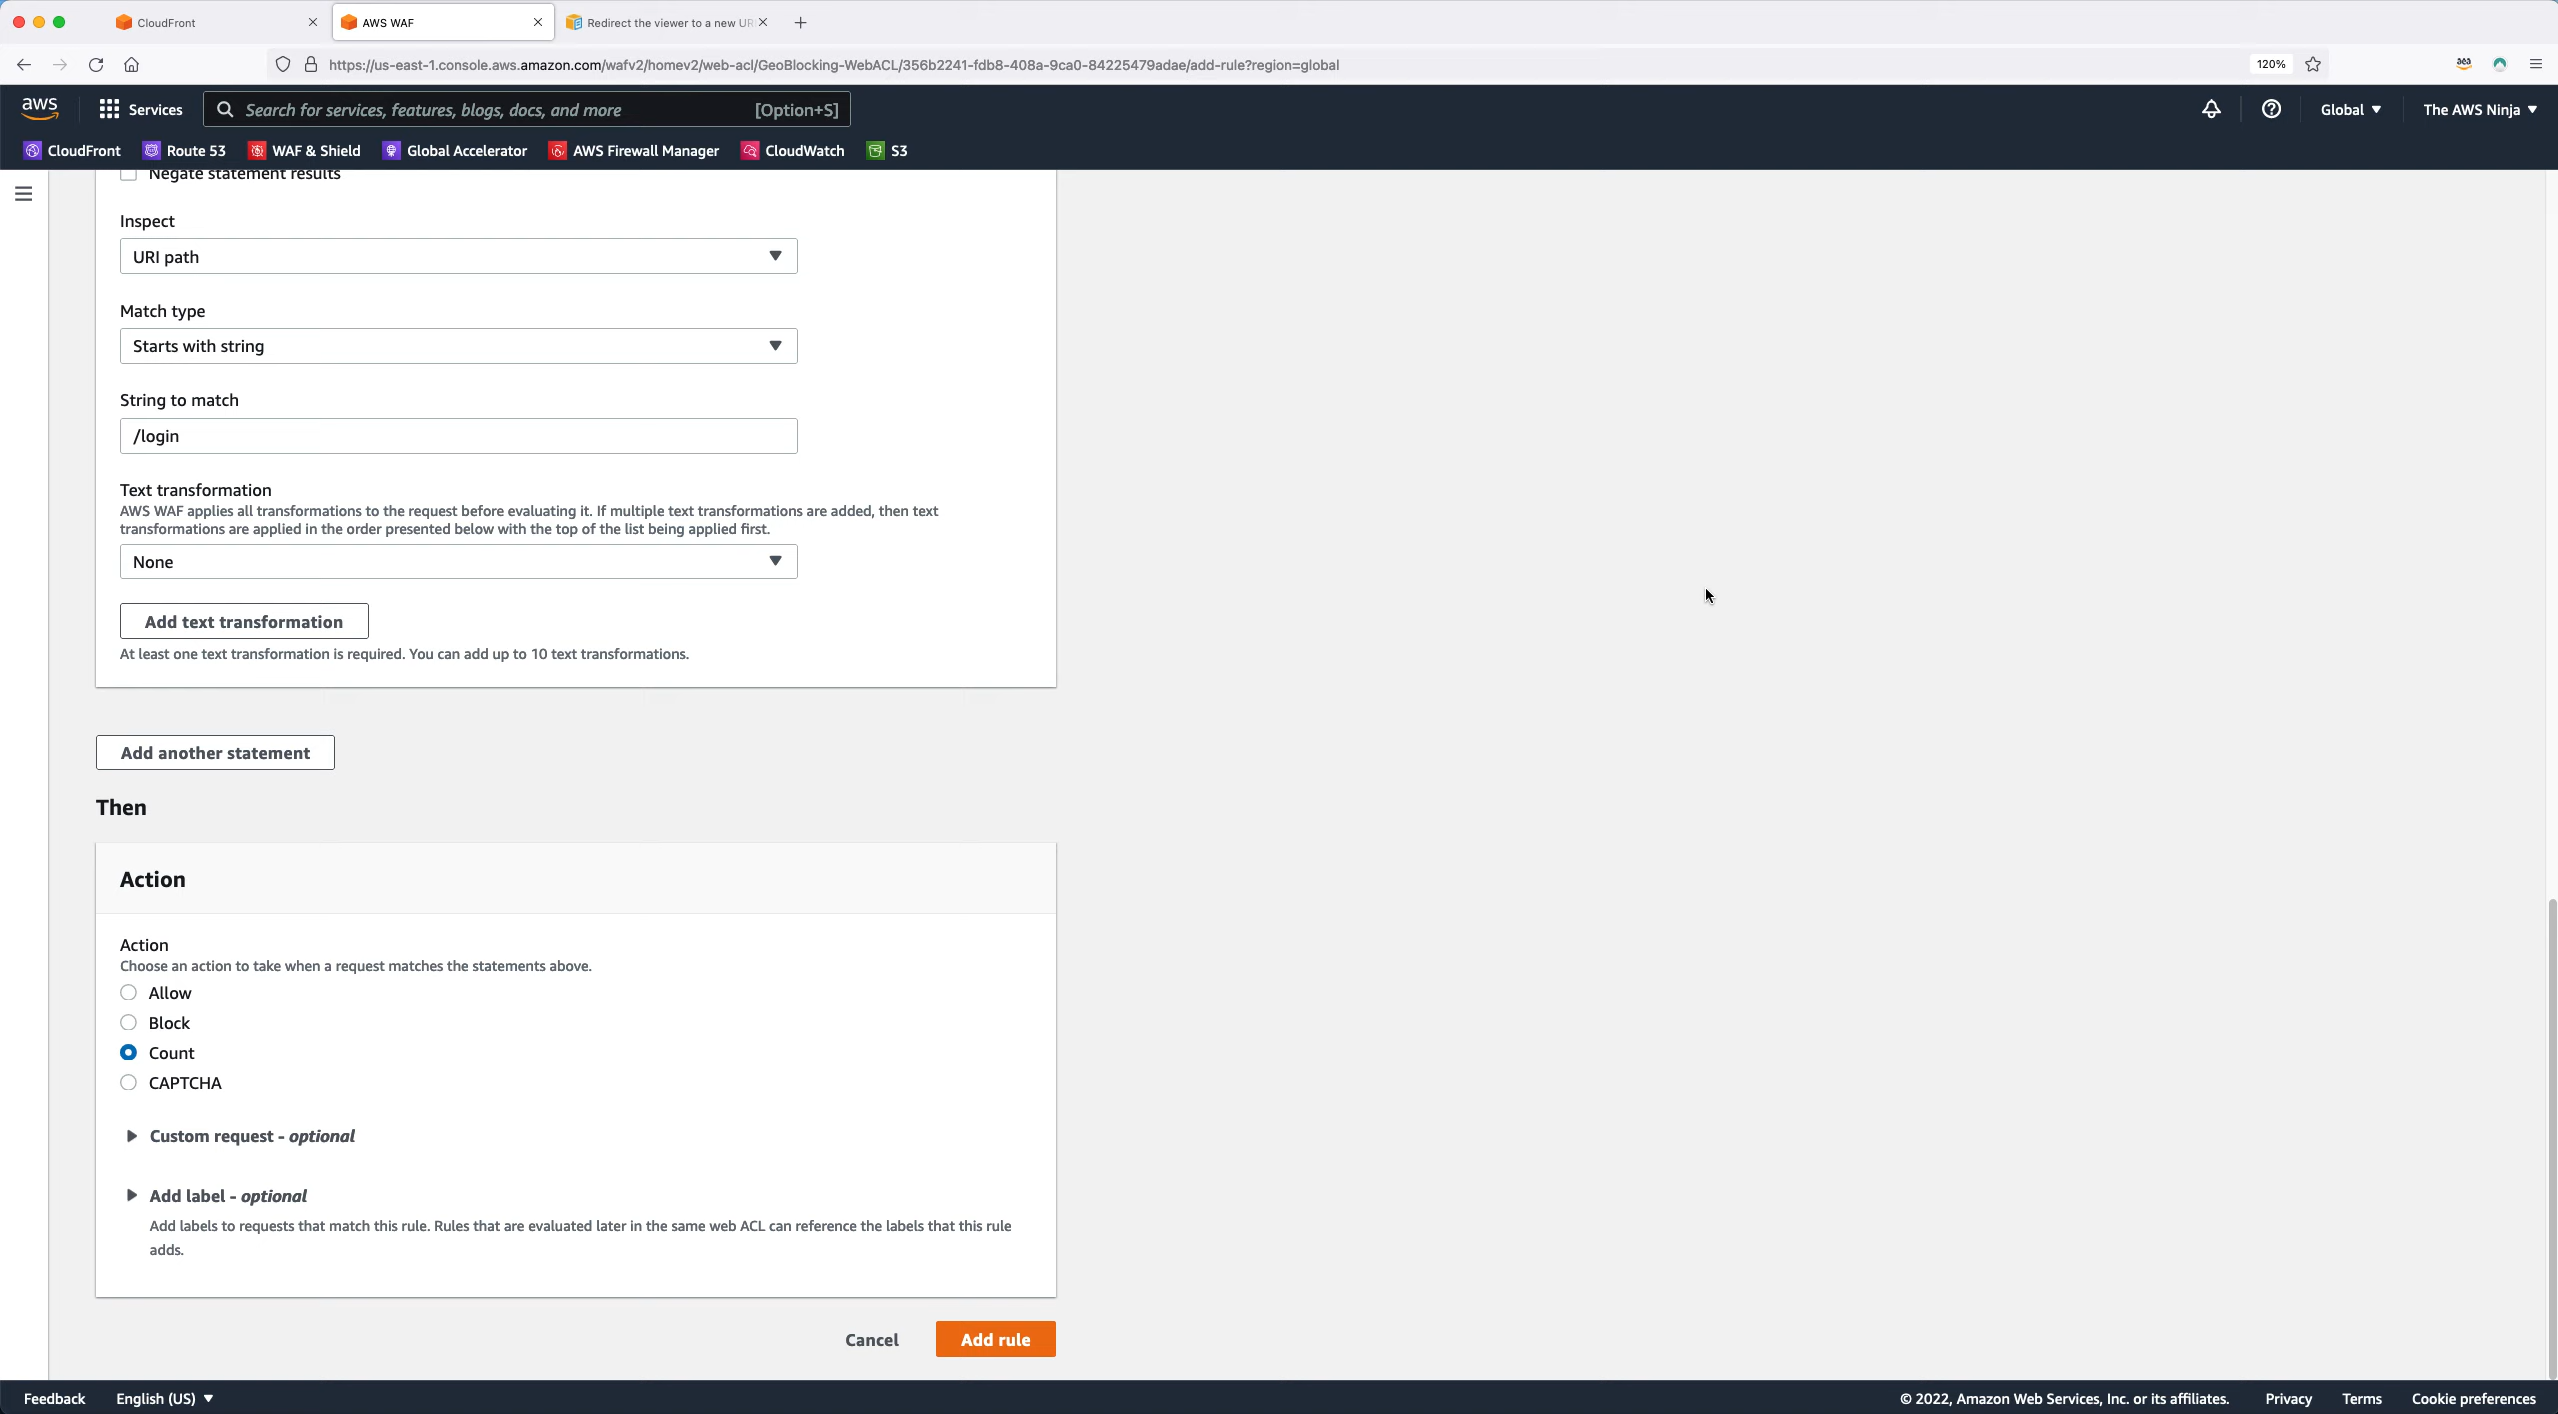 CloudFront
AWS WAF
Redirect the viewer to a new UR
https://us-east-1.console.aws.amazon.com/wafv2/homev2/web-acl/GeoBlocking-WebACL/356b2241-fdb8-408a-9ca0-84225479adae/add-rule?region=global
120%
aws
Services
Search for services, features, blogs, docs, and more
[Option+S]
Global
The AWS Ninja
CloudFront
Route 53
WAF & Shield
Global Accelerator
AWS Firewall Manager
CloudWatch
S3
Negate statement results
Inspect
URI path
Match type
Starts with string
String to match
/login
Text transformation
AWS WAF applies all transformations to the request before evaluating it. If multiple text transformations are added, then text
transformations are applied in the order presented below with the top of the list being applied first.
None
Add text transformation
At least one text transformation is required. You can add up to 10 text transformations.
Add another statement
Then
Action
Action
Choose an action to take when a request matches the statements above.
Allow
Block
Count
CAPTCHA
Custom request - optional
Add label - optional
Add labels to requests that match this rule. Rules that are evaluated later in the same web ACL can reference the labels that this rule
adds.
Cancel
Add rule
Feedback
English (US)
© 2022, Amazon Web Services, Inc. or its affiliates.
Privacy
Terms
Cookie preferences